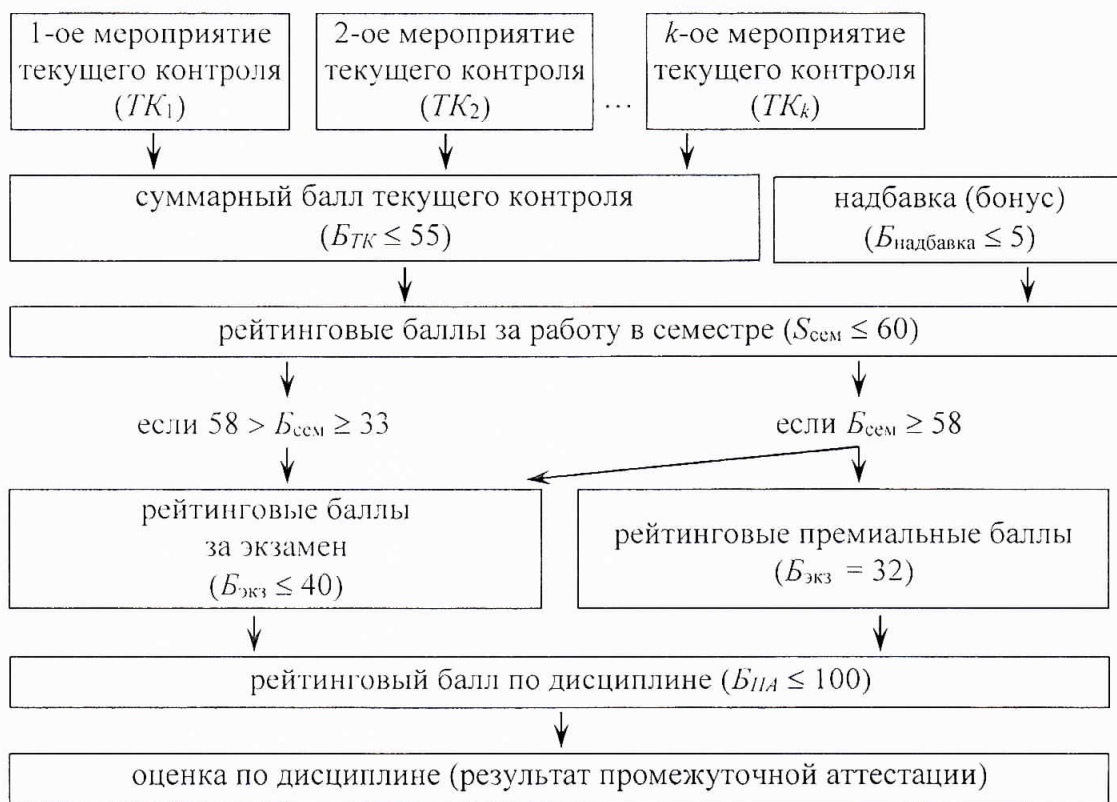 1-ое мероприятие
текущего контроля
(ТК₁)
2-ое мероприятие
текущего контроля
(ТК₂)
...
k-ое мероприятие
текущего контроля
(ТКₖ)
суммарный балл текущего контроля
(Б_ТК ≤ 55)
надбавка (бонус)
(Б_надбавка ≤ 5)
рейтинговые баллы за работу в семестре (S_сем ≤ 60)
если 58 > Б_сем ≥ 33
если Б_сем ≥ 58
рейтинговые баллы
за экзамен
(Б_экз ≤ 40)
рейтинговые премиальные баллы
(Б_экз = 32)
рейтинговый балл по дисциплине (Б_ПА ≤ 100)
оценка по дисциплине (результат промежуточной аттестации)